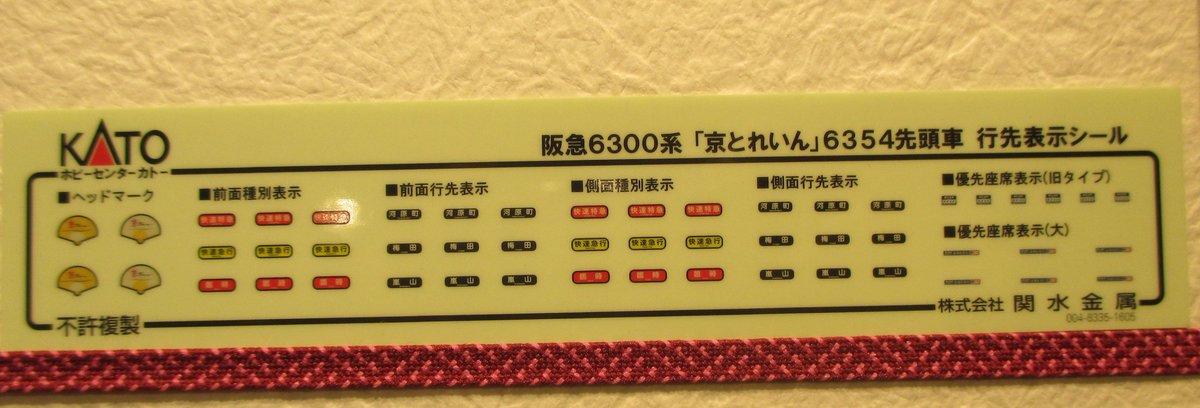 KATO
ホビーセンターカトー
阪急6300系「京とれいん」6354先頭車 行先表示シール
■ヘッドマーク
■前面種別表示
快速特急 快速特急 快速特急
快速急行 快速急行 快速急行
臨時 臨時 臨時
■前面行先表示
河原町 河原町 河原町
梅田 梅田 梅田
嵐山 嵐山 嵐山
■側面種別表示
快速特急 快速特急 快速特急
快速急行 快速急行 快速急行
臨時 臨時 臨時
■側面行先表示
河原町 河原町 河原町
梅田 梅田 梅田
嵐山 嵐山 嵐山
■優先座席表示(旧タイプ)
■優先座席表示(大)
不許複製
株式会社 関水金属
004-8335-1605